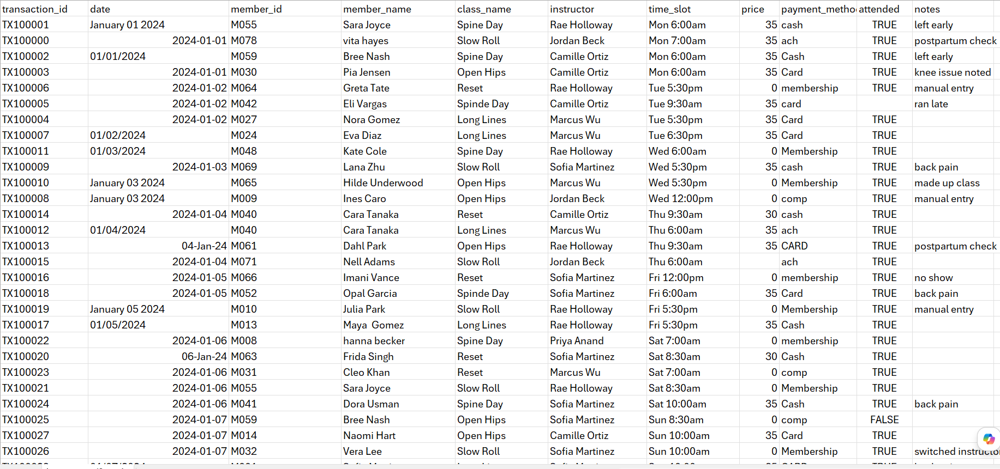 transaction_id date member_id member_name class_name instructor time_slot price payment_metho attended notes
TX100001 January 01 2024 M055 Sara Joyce Spine Day Rae Holloway Mon 6:00am 35 cash TRUE left early
TX100000 2024-01-01 M078 vita hayes Slow Roll Jordan Beck Mon 7:00am 35 ach TRUE postpartum check
TX100002 01/01/2024 M059 Bree Nash Spine Day Camille Ortiz Mon 6:00am 35 Cash TRUE left early
TX100003 2024-01-01 M030 Pia Jensen Open Hips Camille Ortiz Mon 6:00am 35 Card TRUE knee issue noted
TX100006 2024-01-02 M064 Greta Tate Reset Rae Holloway Tue 5:30pm 0 membership TRUE manual entry
TX100005 2024-01-02 M042 Eli Vargas Spinde Day Camille Ortiz Tue 9:30am 35 card ran late
TX100004 2024-01-02 M027 Nora Gomez Long Lines Marcus Wu Tue 5:30pm 35 Card TRUE
TX100007 01/02/2024 M024 Eva Diaz Long Lines Marcus Wu Tue 6:30pm 35 Card TRUE
TX100011 01/03/2024 M048 Kate Cole Spine Day Rae Holloway Wed 6:00am 0 Membership TRUE
TX100009 2024-01-03 M069 Lana Zhu Slow Roll Sofia Martinez Wed 5:30pm 35 cash TRUE back pain
TX100010 January 03 2024 M065 Hilde Underwood Open Hips Marcus Wu Wed 5:30pm 0 Membership TRUE made up class
TX100008 January 03 2024 M009 Ines Caro Open Hips Jordan Beck Wed 12:00pm 0 comp TRUE manual entry
TX100014 2024-01-04 M040 Cara Tanaka Reset Camille Ortiz Thu 9:30am 30 cash TRUE
TX100012 01/04/2024 M040 Cara Tanaka Long Lines Marcus Wu Thu 6:00am 35 ach TRUE
TX100013 04-Jan-24 M061 Dahl Park Open Hips Rae Holloway Thu 9:30am 35 CARD TRUE postpartum check
TX100015 2024-01-04 M071 Nell Adams Slow Roll Jordan Beck Thu 6:00am ach TRUE
TX100016 2024-01-05 M066 Imani Vance Reset Sofia Martinez Fri 12:00pm 0 membership TRUE no show
TX100018 2024-01-05 M052 Opal Garcia Spinde Day Sofia Martinez Fri 6:00am 35 Card TRUE back pain
TX100019 January 05 2024 M010 Julia Park Slow Roll Rae Holloway Fri 5:30pm 0 Membership TRUE manual entry
TX100017 01/05/2024 M013 Maya  Gomez Long Lines Rae Holloway Fri 5:30pm 35 Cash TRUE
TX100022 2024-01-06 M008 hanna becker Spine Day Priya Anand Sat 7:00am 0 membership TRUE
TX100020 06-Jan-24 M063 Frida Singh Reset Sofia Martinez Sat 8:30am 30 Cash TRUE
TX100023 2024-01-06 M031 Cleo Khan Reset Marcus Wu Sat 7:00am 0 comp TRUE
TX100021 2024-01-06 M055 Sara Joyce Slow Roll Rae Holloway Sat 8:30am 0 Membership TRUE
TX100024 2024-01-06 M041 Dora Usman Spine Day Sofia Martinez Sat 10:00am 35 Cash TRUE back pain
TX100025 2024-01-07 M059 Bree Nash Open Hips Sofia Martinez Sun 8:30am 0 comp FALSE
TX100027 2024-01-07 M014 Naomi Hart Open Hips Camille Ortiz Sun 10:00am 35 Card TRUE
TX100026 2024-01-07 M032 Vera Lee Slow Roll Sofia Martinez Sun 10:00am 0 Membership TRUE switched instructor